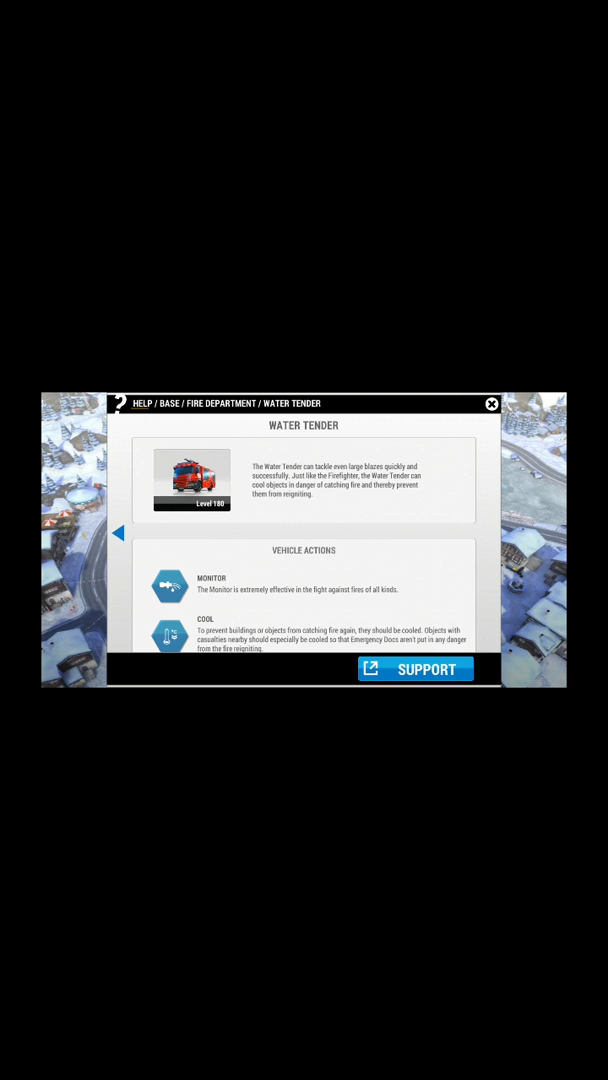 HELP / BASE / FIRE DEPARTMENT / WATER TENDER
WATER TENDER
The Water Tender can tackle even large blazes quickly and
successfully. Just like the Firefighter, the Water Tender can
cool objects in danger of catching fire and thereby prevent
them from reigniting.
Level 180
VEHICLE ACTIONS
MONITOR
The Monitor is extremely effective in the fight against fires of all kinds.
COOL
To prevent buildings or objects from catching fire again, they should be cooled. Objects with
casualties nearby should especially be cooled so that Emergency Docs aren't put in any danger
from the fire reigniting.
SUPPORT